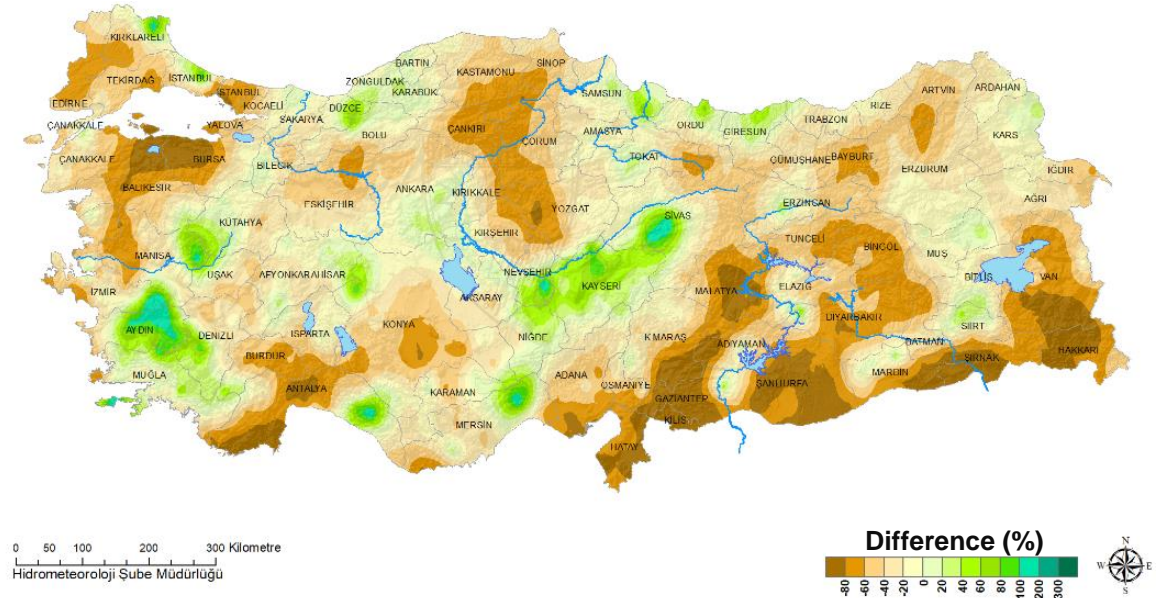 KIRKLARELİ
TEKİRDAĞ
İSTANBUL
EDİRNE
İSTANBUL
KOCAELİ
YALOVA
ÇANAKKALE
ÇANAKKALE
BURSA
BALIKESİR
BİLECİK
SAKARYA
DÜZCE
BOLU
ZONGULDAK
BARTIN
KARABÜK
KASTAMONU
SİNOP
ÇANKIRI
ÇORUM
SAMSUN
AMASYA
TOKAT
ORDU
GİRESUN
TRABZON
RİZE
ARTVİN
ARDAHAN
KARS
GÜMÜŞHANE
BAYBURT
ERZURUM
IĞDIR
AĞRI
ERZİNCAN
SİVAS
YOZGAT
KIRIKKALE
ANKARA
ESKİŞEHİR
KÜTAHYA
MANİSA
UŞAK
AFYONKARAHİSAR
KIRŞEHİR
NEVŞEHİR
KAYSERİ
AKSARAY
TUNCELİ
BİNGÖL
MUŞ
BİTLİS
VAN
MALATYA
ELAZIĞ
DİYARBAKIR
SİİRT
BATMAN
ŞIRNAK
HAKKARİ
MARDİN
ADIYAMAN
ŞANLIURFA
K.MARAŞ
GAZİANTEP
KİLİS
HATAY
OSMANİYE
ADANA
NİĞDE
KONYA
KARAMAN
MERSİN
ISPARTA
BURDUR
ANTALYA
DENİZLİ
AYDIN
MUĞLA
İZMİR
0 50 100 200 300 Kilometre
Hidrometeoroloji Şube Müdürlüğü
Difference (%)
-80 -60 -40 -20 0 20 40 60 80 100 200 300
N
W E
S